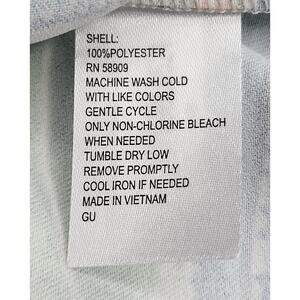 SHELL:
100%POLYESTER
RN 58909
MACHINE WASH COLD
WITH LIKE COLORS
GENTLE CYCLE
ONLY NON-CHLORINE BLEACH
WHEN NEEDED
TUMBLE DRY LOW
REMOVE PROMPTLY
COOL IRON IF NEEDED
MADE IN VIETNAM
GU